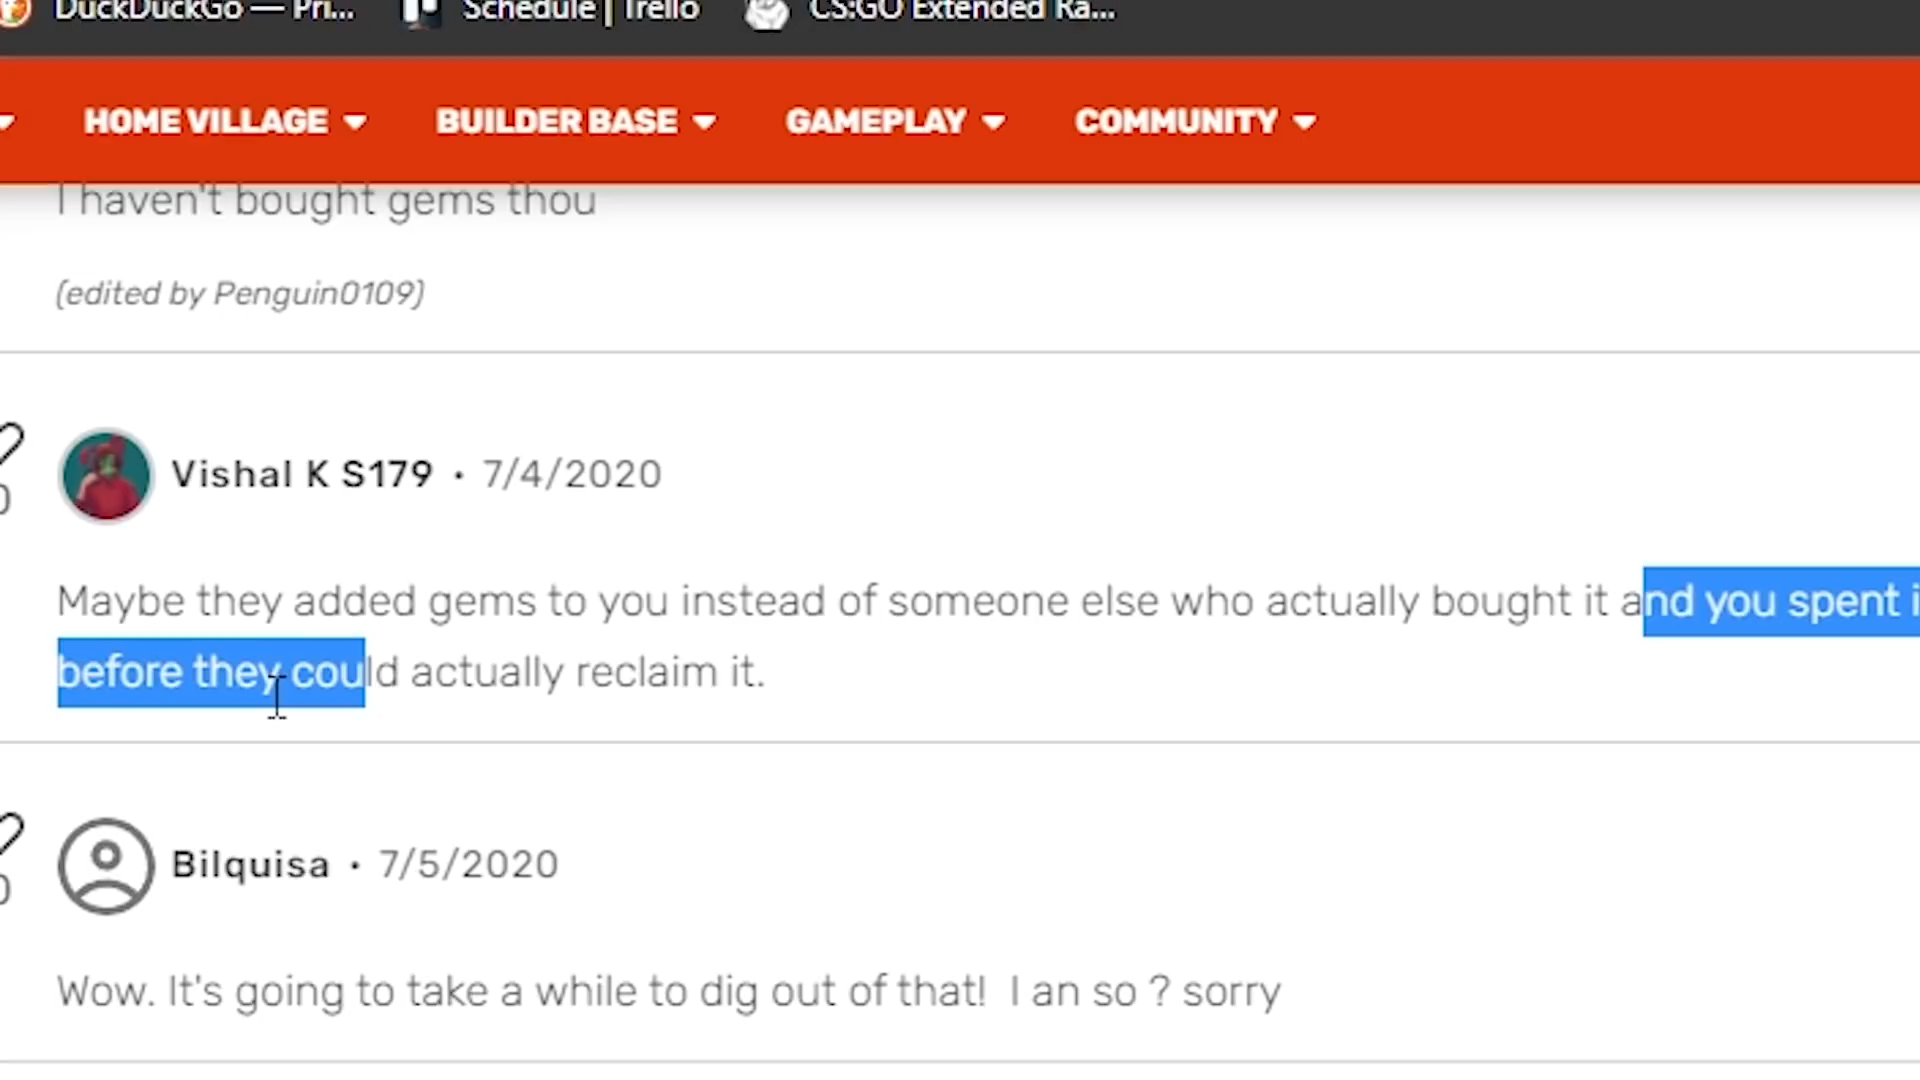 DuckDuckGo — Pri... Schedule | Trello CS:GO Extended Ra...
HOME VILLAGE BUILDER BASE GAMEPLAY COMMUNITY
I haven't bought gems thou
(edited by Penguin0109)
Vishal K S179 • 7/4/2020
0
Maybe they added gems to you instead of someone else who actually bought it and you spent
before they could actually reclaim it.
Bilquisa • 7/5/2020
0
Wow. It's going to take a while to dig out of that! I an so ? sorry